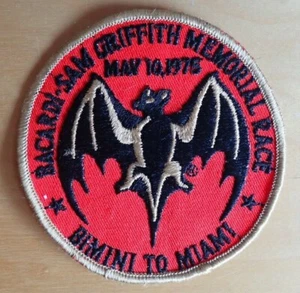 BACARDI-SAM GRIFFITH MEMORIAL RACE
MAY 10, 1975
BIMINI TO MIAMI
®